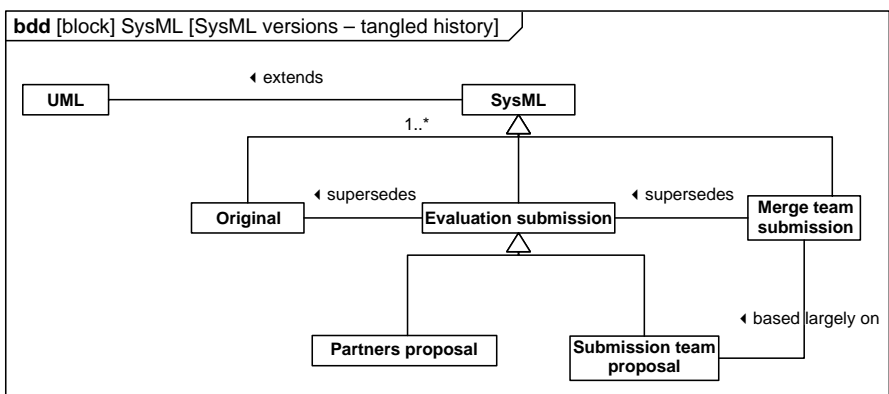 bdd [block] SysML [SysML versions – tangled history]
◂ extends
UML
SysML
1..*
◂ supersedes
◂ supersedes
Original
Evaluation submission
Merge team
submission
◂ based largely on
Partners proposal
Submission team
proposal